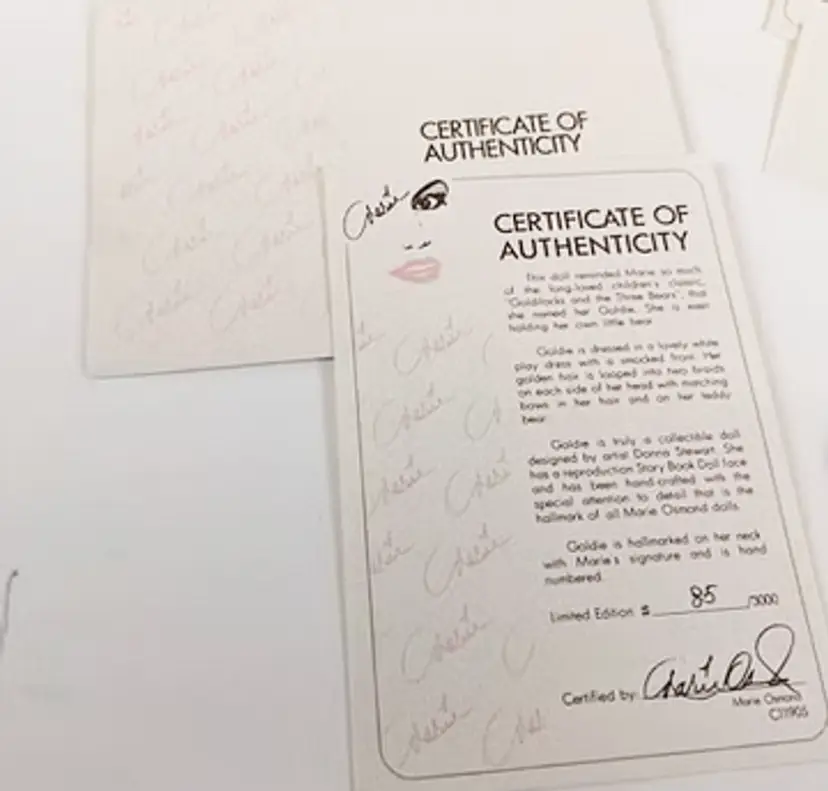 CERTIFICATE OF
AUTHENTICITY
Marie
CERTIFICATE OF
AUTHENTICITY
This doll reminded Marie so much
of the long-loved children's classic,
"Goldilocks and the Three Bears", that
she named her Goldie. She is even
holding her own little bear.
Goldie is dressed in a lovely white
play dress with a smocked front. Her
golden hair is looped into two braids
on each side of her head with matching
bows in her hair and on her teddy
bear.
Goldie is truly a collectible doll
designed by artist Donna Stewart. She
has a reproduction Story Book Doll face
and has been hand-crafted with the
special attention to detail that is the
hallmark of all Marie Osmond dolls.
Goldie is hallmarked on her neck
with Marie's signature and is hand
numbered.
Limited Edition # 85 /3000
Certified by: Marie Osmond
Marie Osmond
C11905